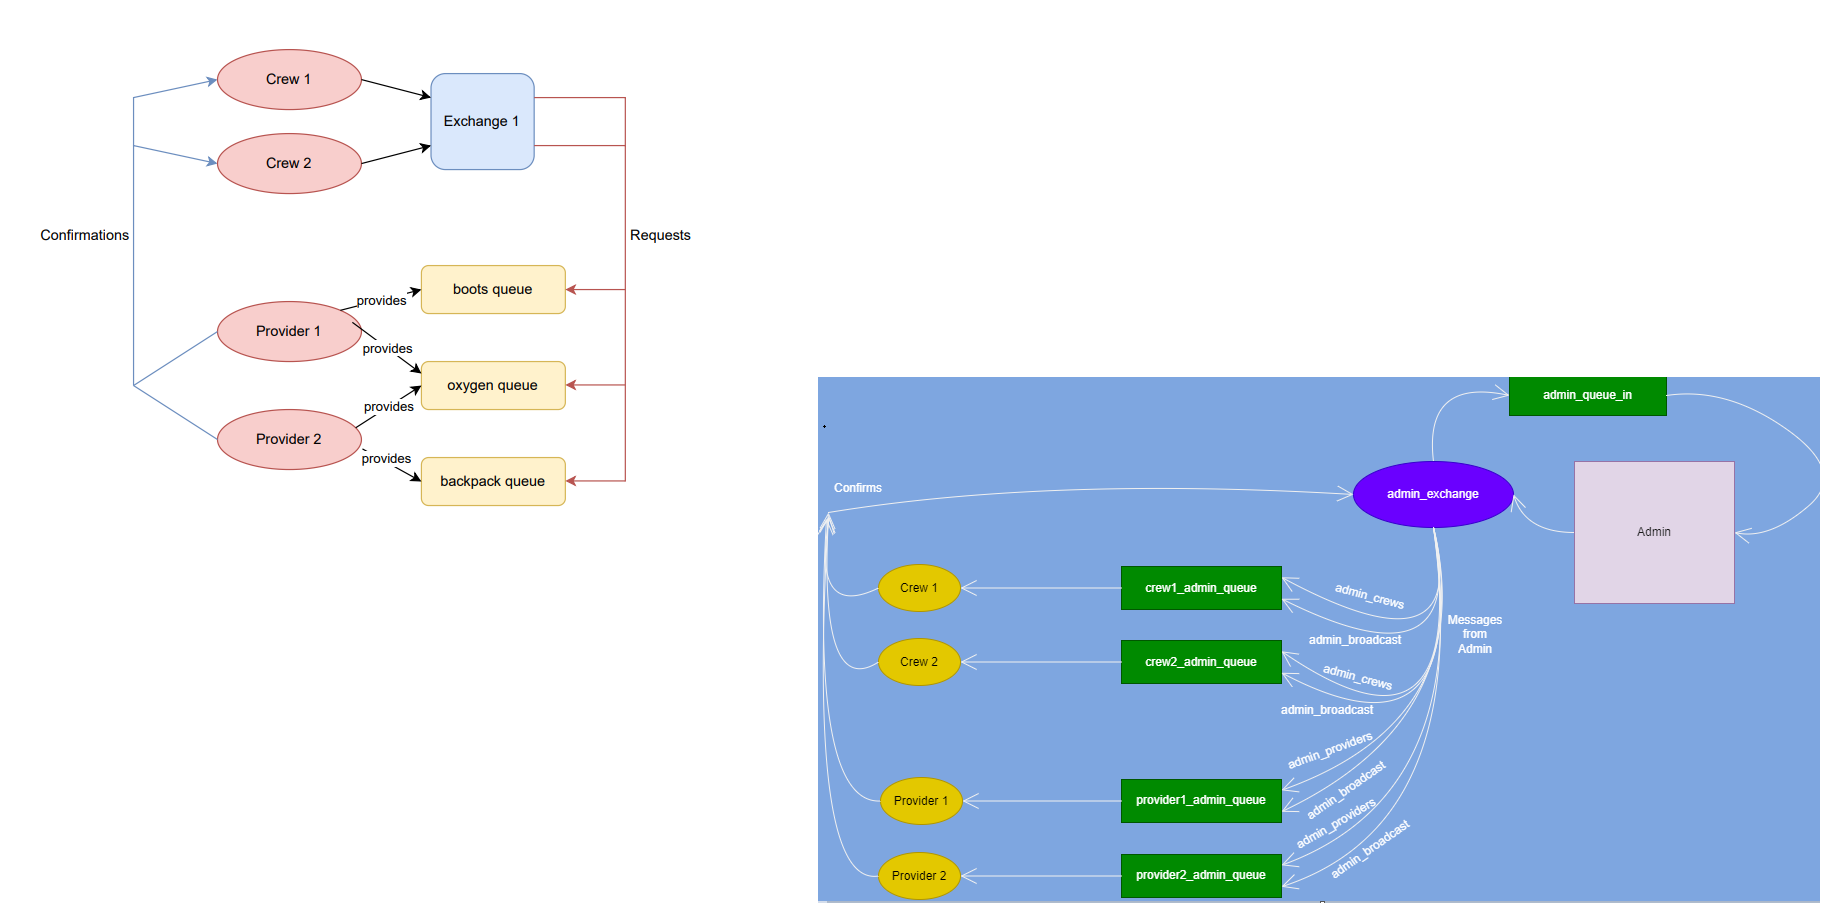 Crew 1
Exchange 1
Crew 2
Confirmations
Requests
boots queue
provides
Provider 1
provides
oxygen queue
provides
Provider 2
provides
backpack queue
admin_queue_in
Confirms
admin_exchange
Admin
Crew 1
crew1_admin_queue
admin_crews
admin_broadcast
Messages
from
Admin
Crew 2
crew2_admin_queue
admin_crews
admin_broadcast
admin_providers
Provider 1
provider1_admin_queue
admin_broadcast
admin_providers
admin_broadcast
Provider 2
provider2_admin_queue